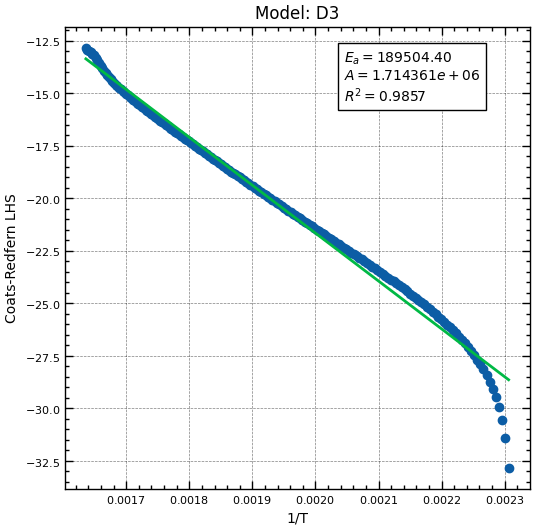 Model: D3
E_a = 189504.40
A = 1.714361e + 06
R^2 = 0.9857
Coats-Redfern LHS
−12.5
−15.0
−17.5
−20.0
−22.5
−25.0
−27.5
−30.0
−32.5
0.0017 0.0018 0.0019 0.0020 0.0021 0.0022 0.0023
1/T